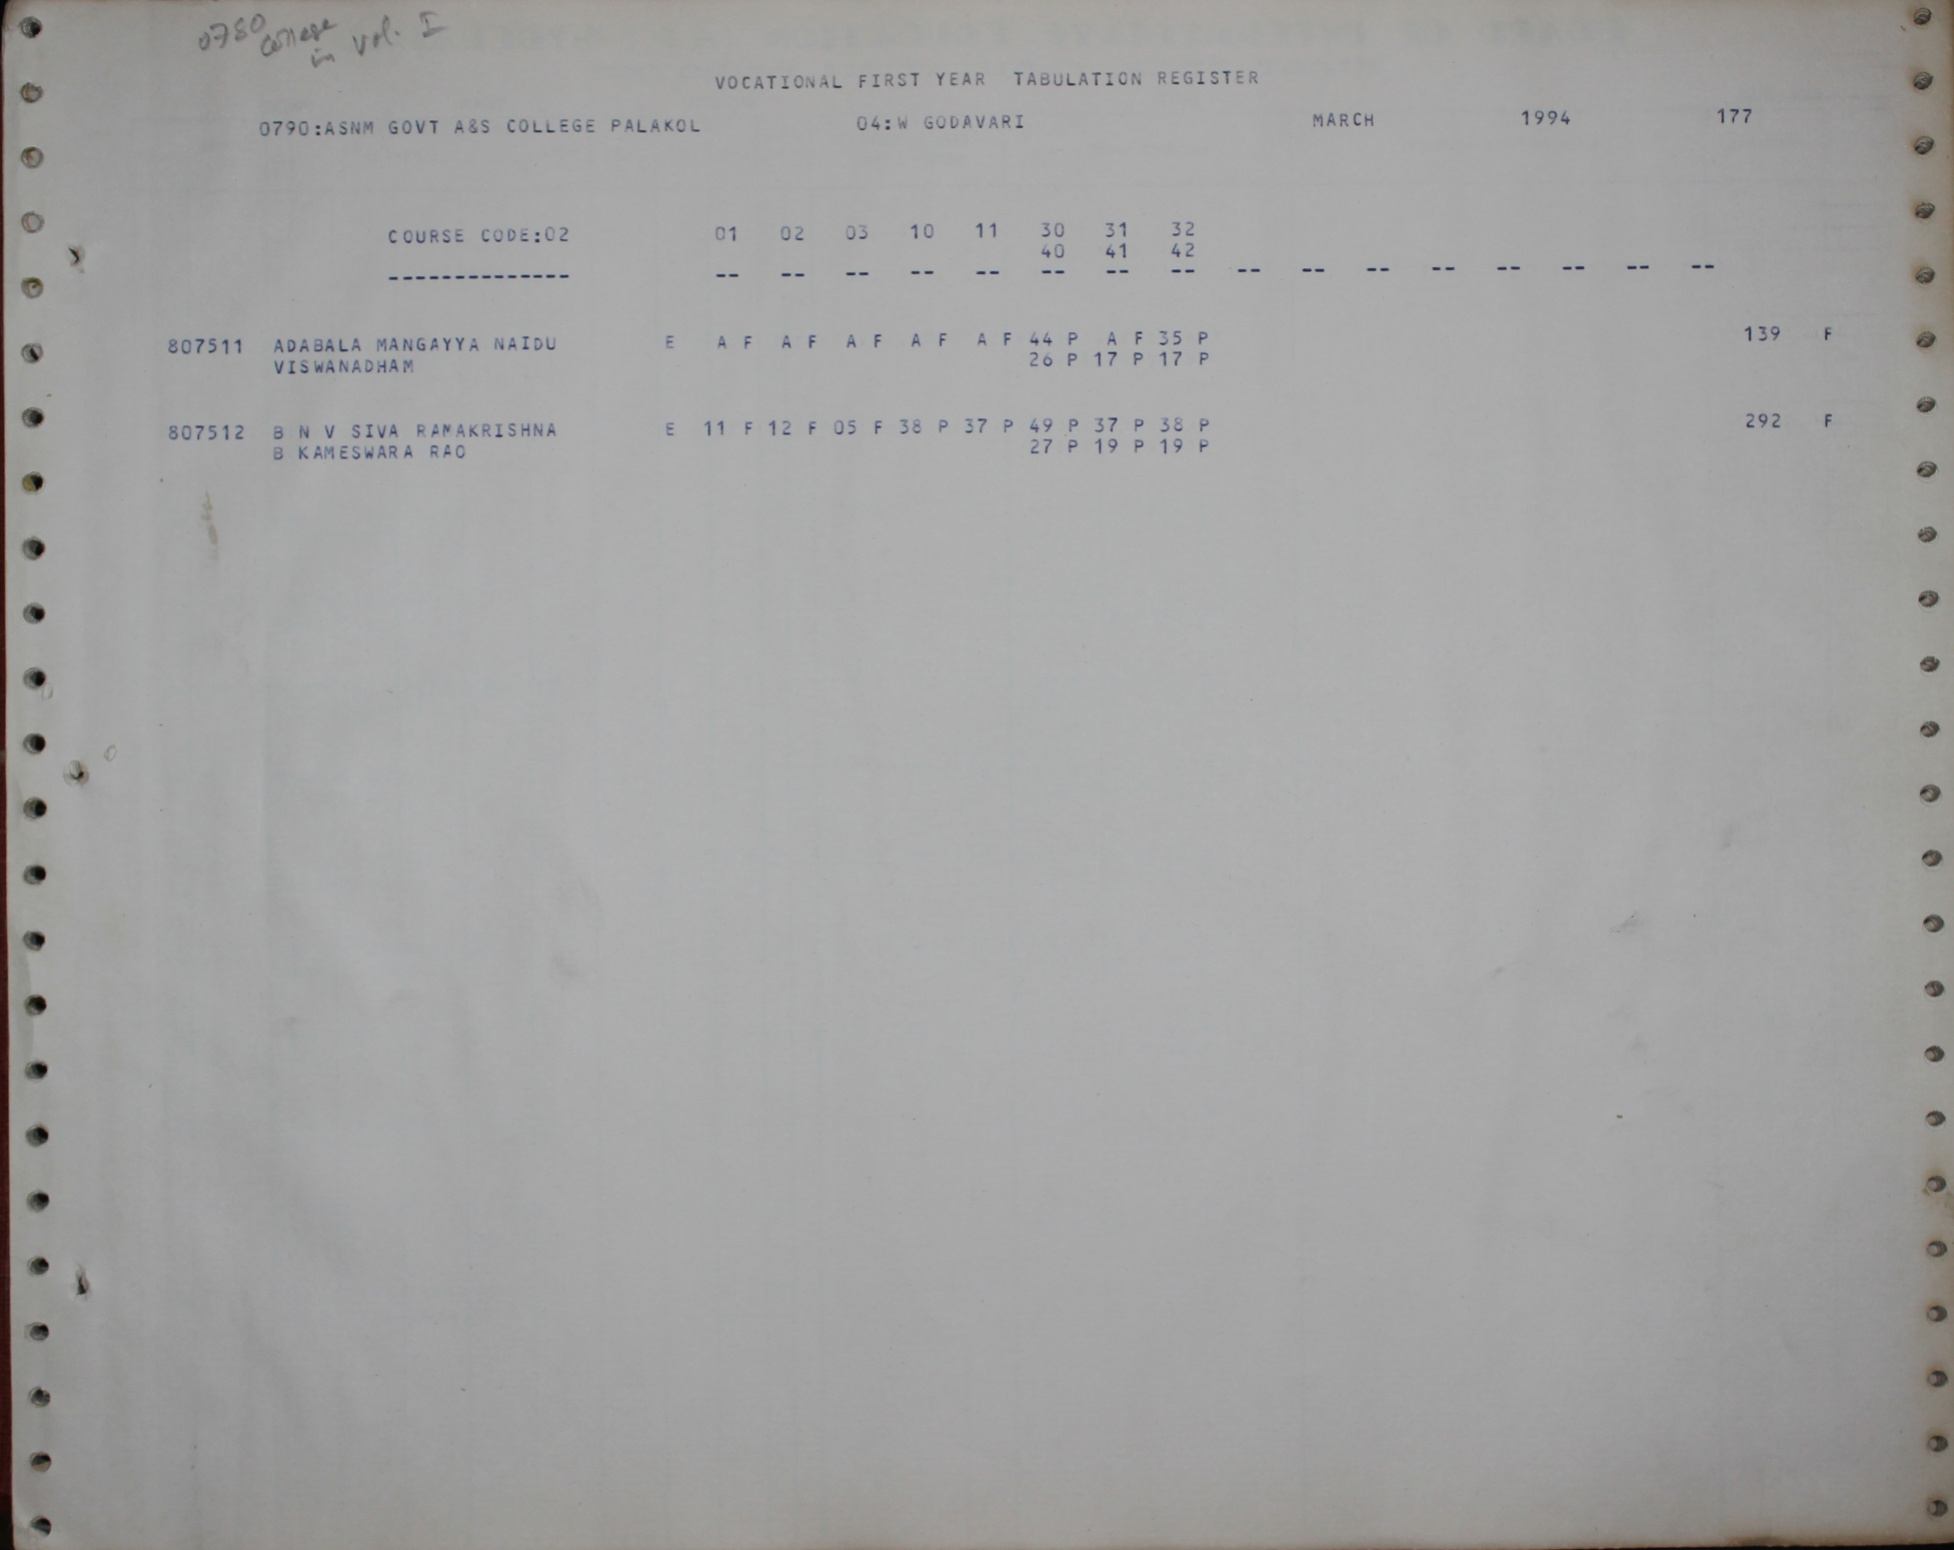 0780 college
in vol. I
VOCATIONAL FIRST YEAR TABULATION REGISTER
0790:ASNM GOVT A&S COLLEGE PALAKOL 04:W GODAVARI MARCH 1994 177
COURSE CODE:02 01 02 03 10 11 30 31 32
40 41 42
-------------- -- -- -- -- -- -- -- -- -- -- -- -- -- -- -- --
807511 ADABALA MANGAYYA NAIDU E A F A F A F A F A F 44 P A F 35 P 139 F
VISWANADHAM 26 P 17 P 17 P
807512 B N V SIVA RAMAKRISHNA E 11 F 12 F 05 F 38 P 37 P 49 P 37 P 38 P 292 F
B KAMESWARA RAO 27 P 19 P 19 P